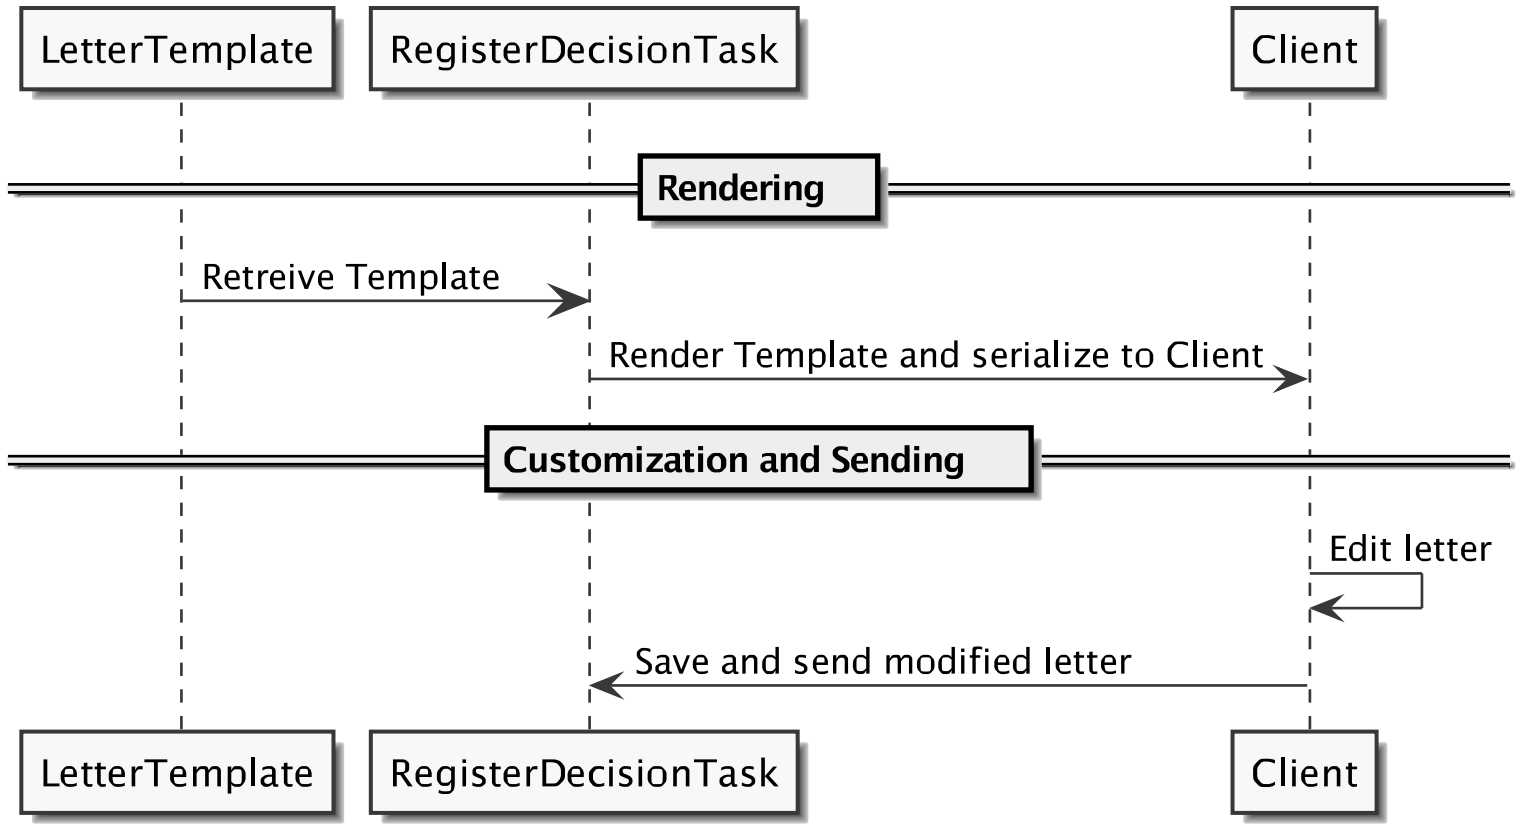 LetterTemplate
RegisterDecisionTask
Client
Rendering
Retreive Template
Render Template and serialize to Client
Customization and Sending
Edit letter
Save and send modified letter
LetterTemplate
RegisterDecisionTask
Client